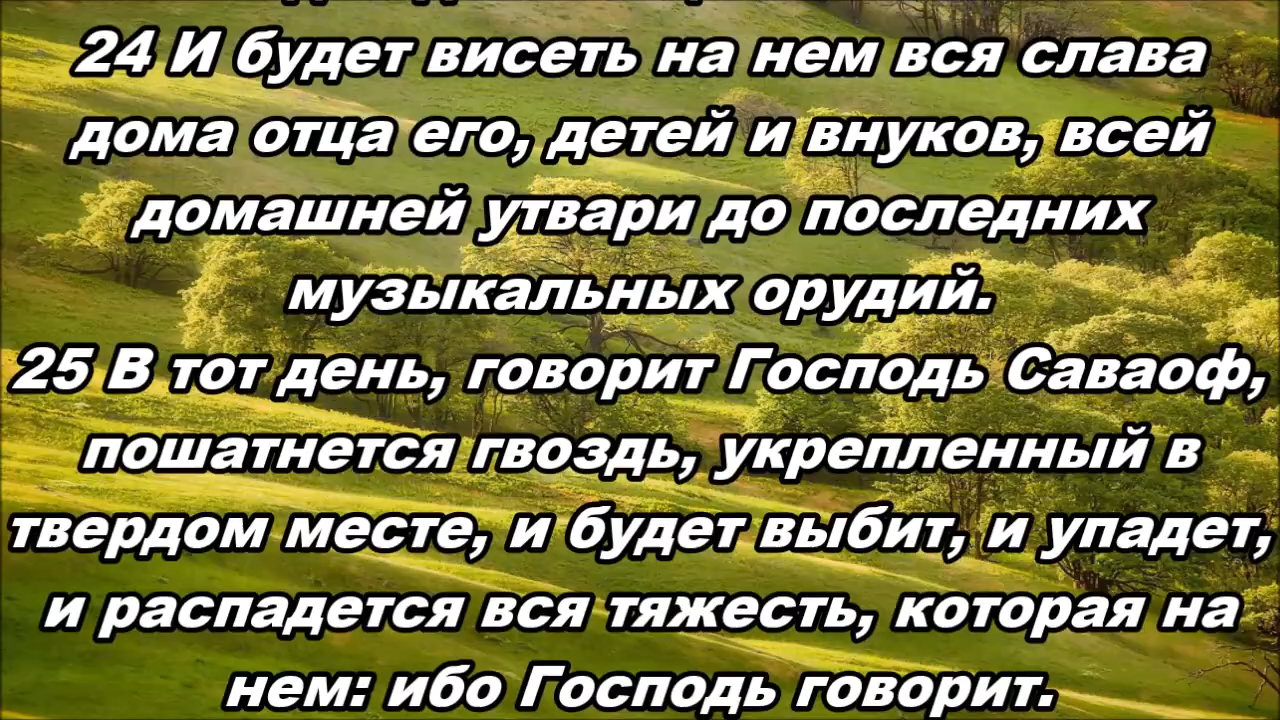 24 И будет висеть на нем вся слава
дома отца его, детей и внуков, всей
домашней утвари до последних
музыкальных орудий.
25 В тот день, говорит Господь Саваоф,
пошатнется гвоздь, укрепленный в
твердом месте, и будет выбит, и упадет,
и распадется вся тяжесть, которая на
нем: ибо Господь говорит.